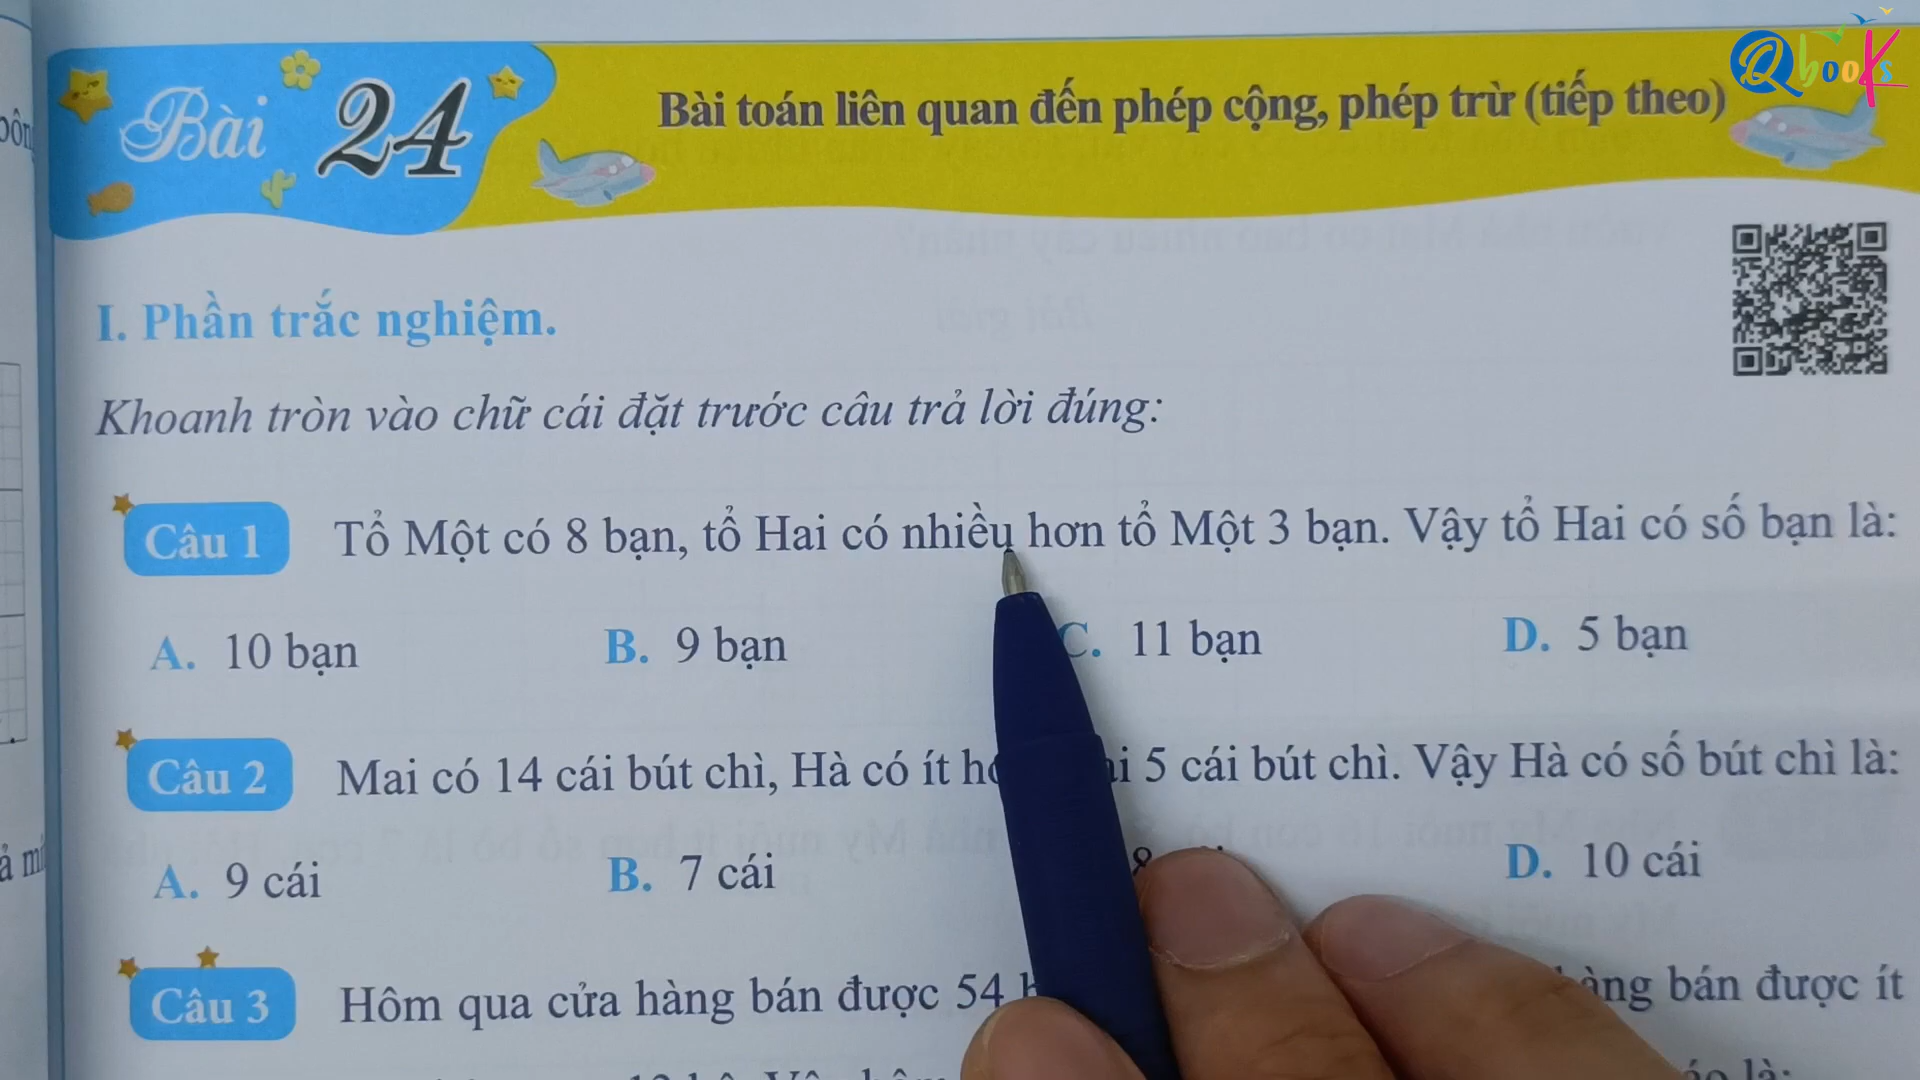 Qbooks
Bài 24
Bài toán liên quan đến phép cộng, phép trừ (tiếp theo)
I. Phần trắc nghiệm.
Khoanh tròn vào chữ cái đặt trước câu trả lời đúng:
Câu 1 Tổ Một có 8 bạn, tổ Hai có nhiều hơn tổ Một 3 bạn. Vậy tổ Hai có số bạn là:
A. 10 bạn B. 9 bạn C. 11 bạn D. 5 bạn
Câu 2 Mai có 14 cái bút chì, Hà có ít 5 cái bút chì. Vậy Hà có số bút chì là:
A. 9 cái B. 7 cái 8 D. 10 cái
Câu 3 Hôm qua cửa hàng bán được 54 bán được ít
là: